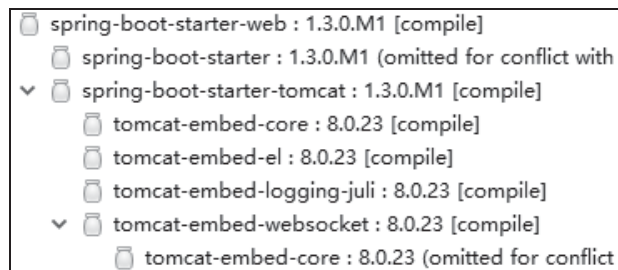 spring-boot-starter-web : 1.3.0.M1 [compile]
spring-boot-starter : 1.3.0.M1 (omitted for conflict with
spring-boot-starter-tomcat : 1.3.0.M1 [compile]
tomcat-embed-core : 8.0.23 [compile]
tomcat-embed-el : 8.0.23 [compile]
tomcat-embed-logging-juli : 8.0.23 [compile]
tomcat-embed-websocket : 8.0.23 [compile]
tomcat-embed-core : 8.0.23 (omitted for conflict